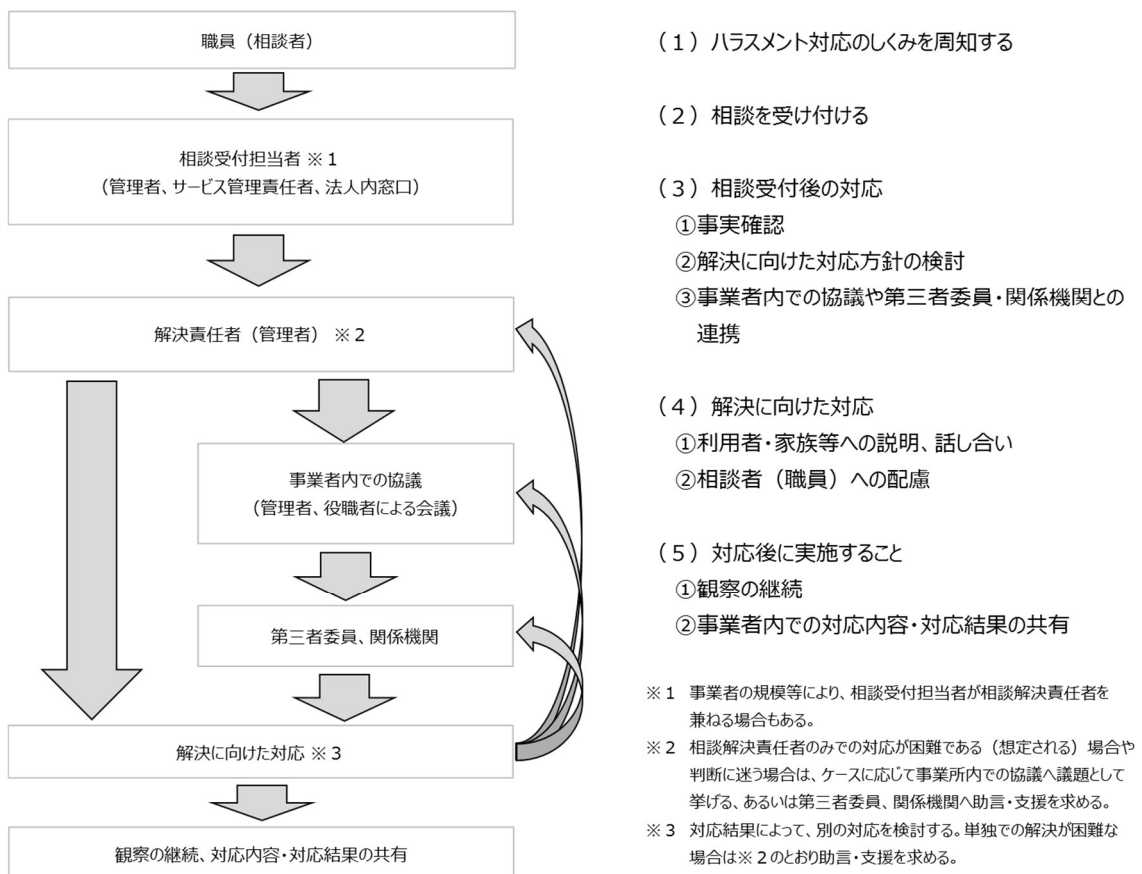 職員（相談者）
相談受付担当者 ※１
（管理者、サービス管理責任者、法人内窓口）
解決責任者（管理者） ※２
事業者内での協議
（管理者、役職者による会議）
第三者委員、関係機関
解決に向けた対応 ※３
観察の継続、対応内容・対応結果の共有
（１）ハラスメント対応のしくみを周知する
（２）相談を受け付ける
（３）相談受付後の対応
①事実確認
②解決に向けた対応方針の検討
③事業者内での協議や第三者委員・関係機関との
連携
（４）解決に向けた対応
①利用者・家族等への説明、話し合い
②相談者（職員）への配慮
（５）対応後に実施すること
①観察の継続
②事業者内での対応内容・対応結果の共有
※１ 事業者の規模等により、相談受付担当者が相談解決責任者を
兼ねる場合もある。
※２ 相談解決責任者のみでの対応が困難である（想定される）場合や
判断に迷う場合は、ケースに応じて事業所内での協議へ議題として
挙げる、あるいは第三者委員、関係機関へ助言・支援を求める。
※３ 対応結果によって、別の対応を検討する。単独での解決が困難な
場合は※２のとおり助言・支援を求める。